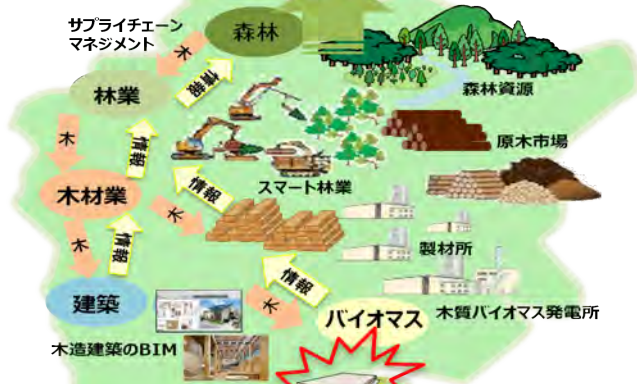 サプライチェーン
マネジメント
森林
木
情報
林業
森林資源
木
情報
原木市場
スマート林業
木材業
情報
木
木
情報
製材所
建築
情報
木
バイオマス
木質バイオマス発電所
木造建築のBIM